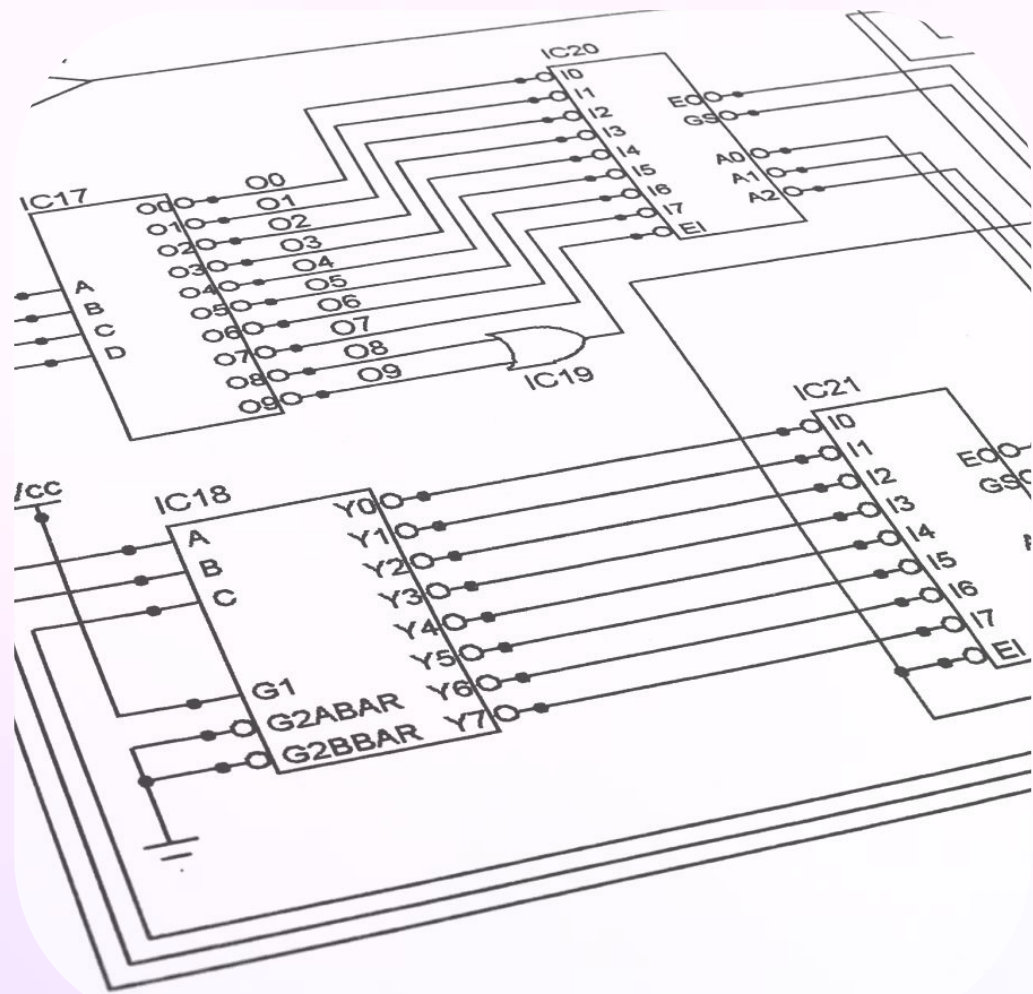 IC20
I0
I1
I2
I3
I4
I5
I6
I7
EI
EO
GS
A0
A1
A2
IC17
A
B
C
D
O0
O1
O2
O3
O4
O5
O6
O7
O8
O9
O0
O1
O2
O3
O4
O5
O6
O7
O8
O9
IC19
IC21
I0
I1
I2
I3
I4
I5
I6
I7
EI
EO
GS
Vcc
IC18
A
B
C
G1
G2ABAR
G2BBAR
Y0
Y1
Y2
Y3
Y4
Y5
Y6
Y7